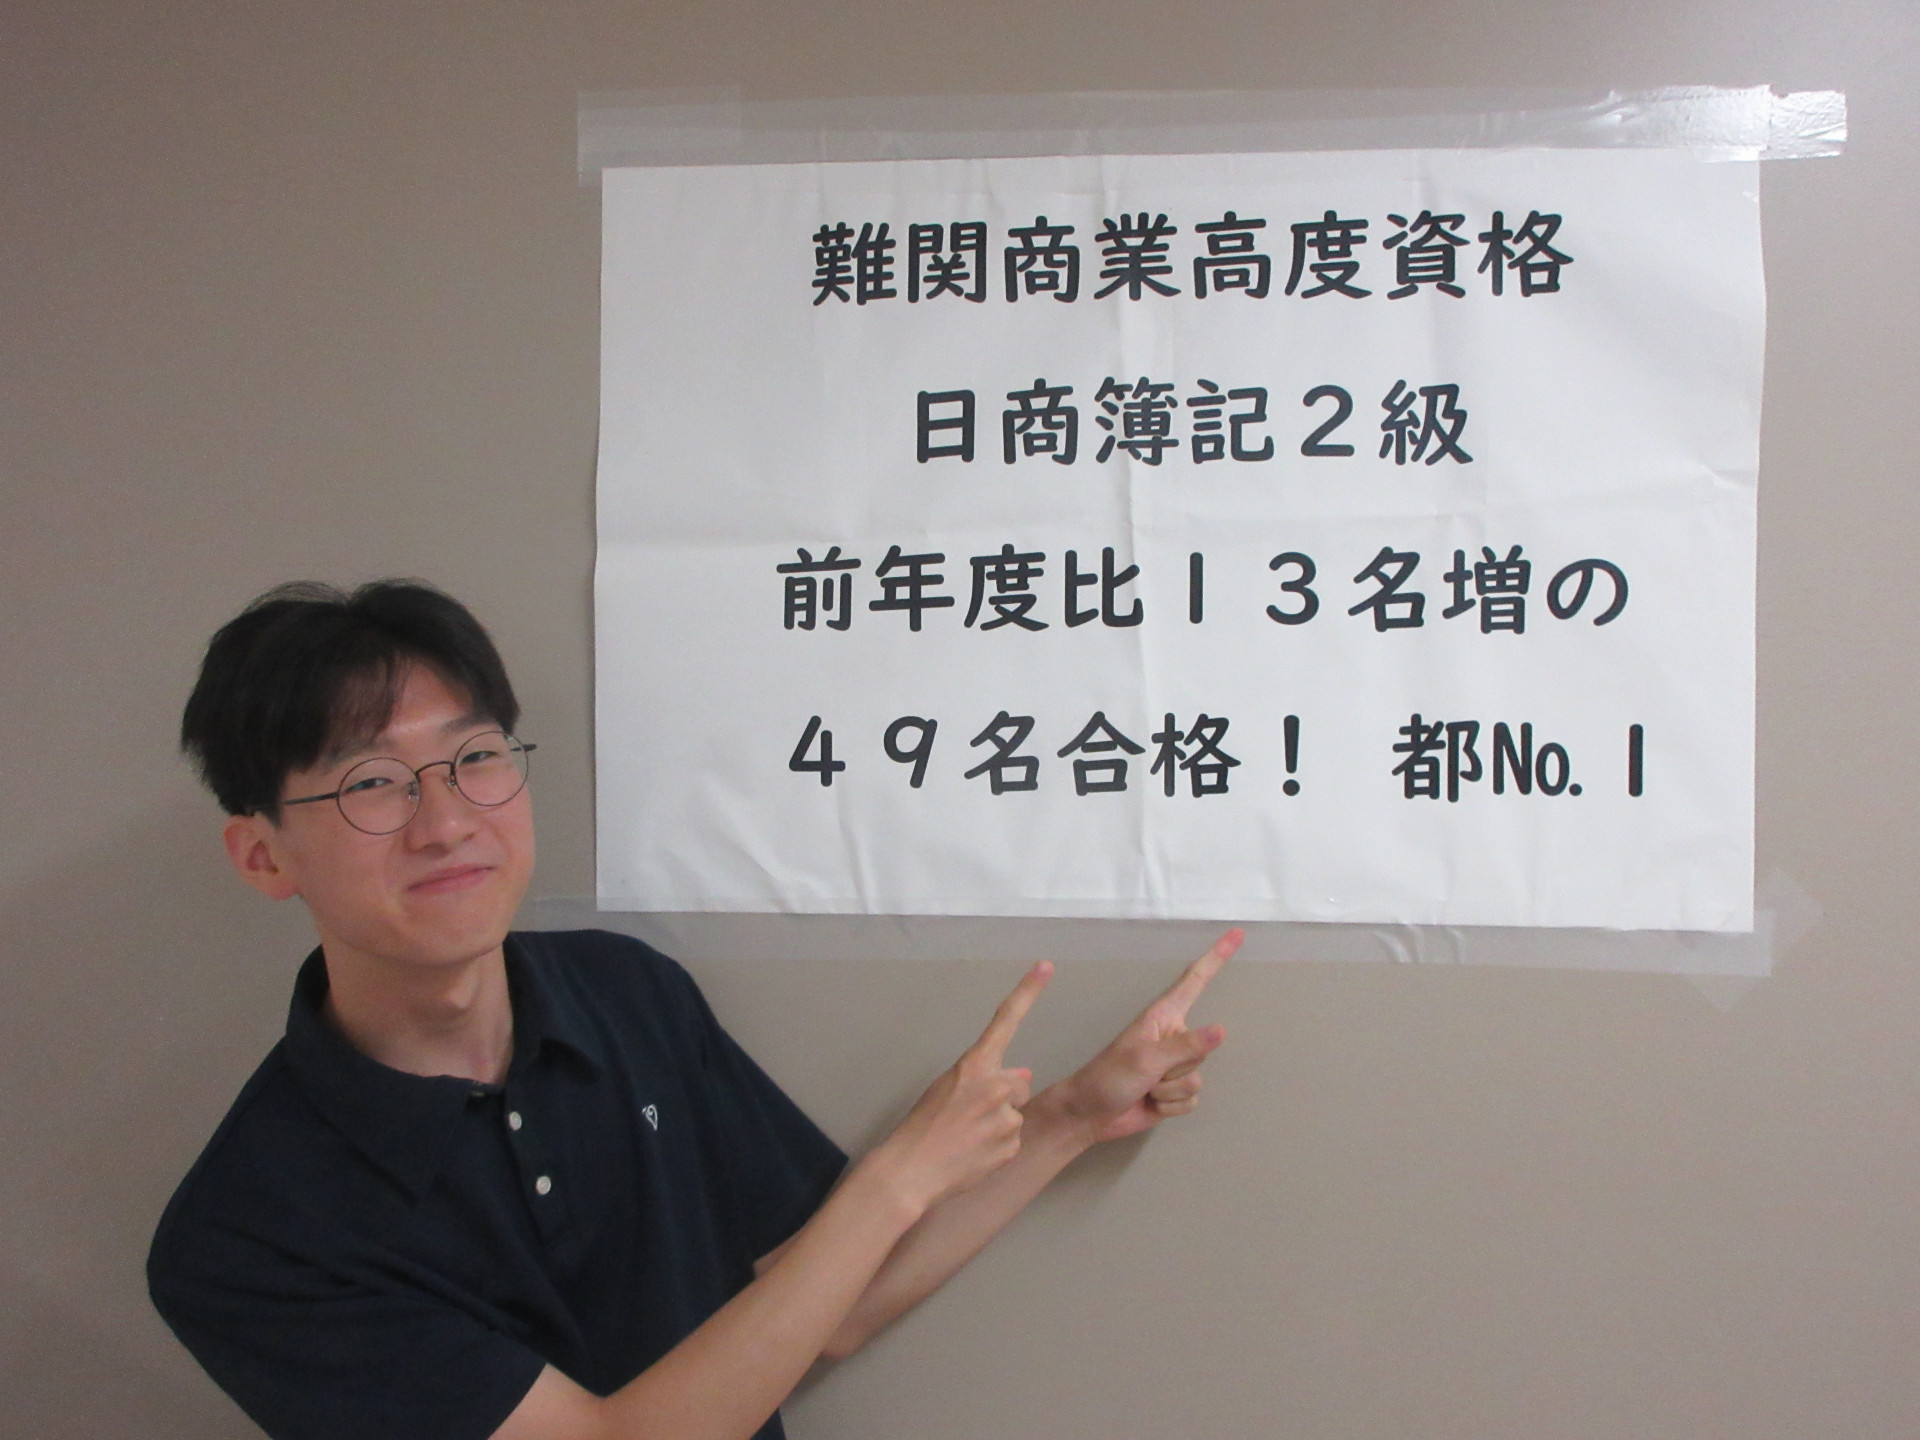 難関商業高度資格
日商簿記２級
前年度比１３名増の
４９名合格！　都№１